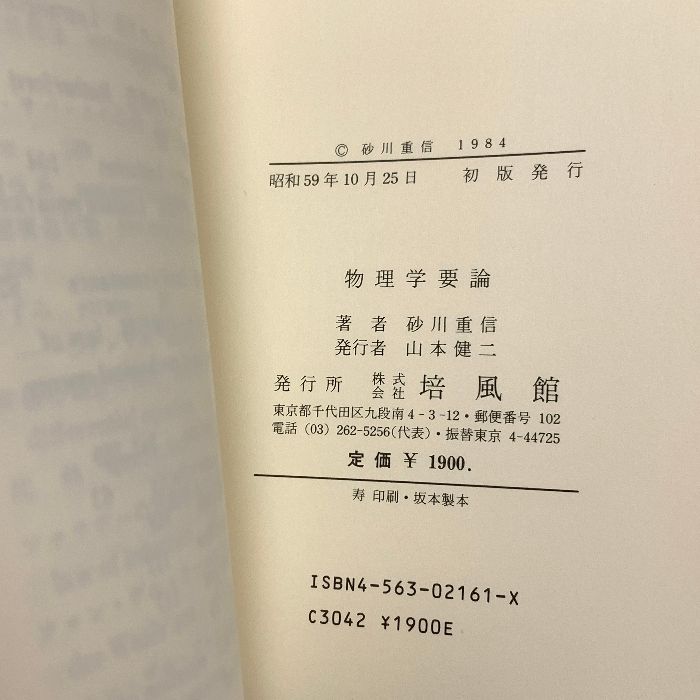 © 砂川重信 1984
昭和59年10月25日 初版発行
物理学要論
著者 砂川重信
発行者 山本健二
発行所 株式会社 培風館
東京都千代田区九段南4-3-12・郵便番号 102
電話 (03) 262-5256(代表)・振替東京 4-44725
定価 ¥ 1900.
寿 印刷・坂本製本
ISBN4-563-02161-X
C3042 ¥1900E